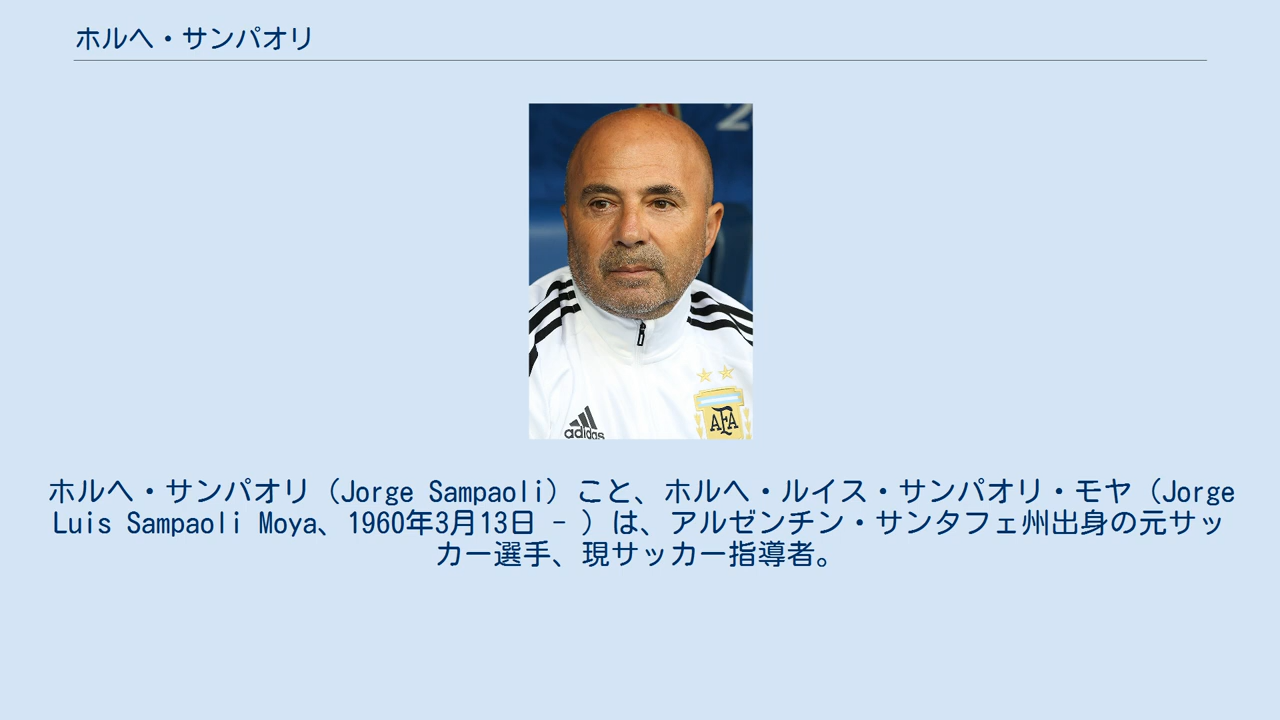 ホルヘ・サンパオリ
2
adidas
AFA
ホルヘ・サンパオリ（Jorge Sampaoli）こと、ホルヘ・ルイス・サンパオリ・モヤ（Jorge
Luis Sampaoli Moya、1960年3月13日 - ）は、アルゼンチン・サンタフェ州出身の元サッ
カー選手、現サッカー指導者。